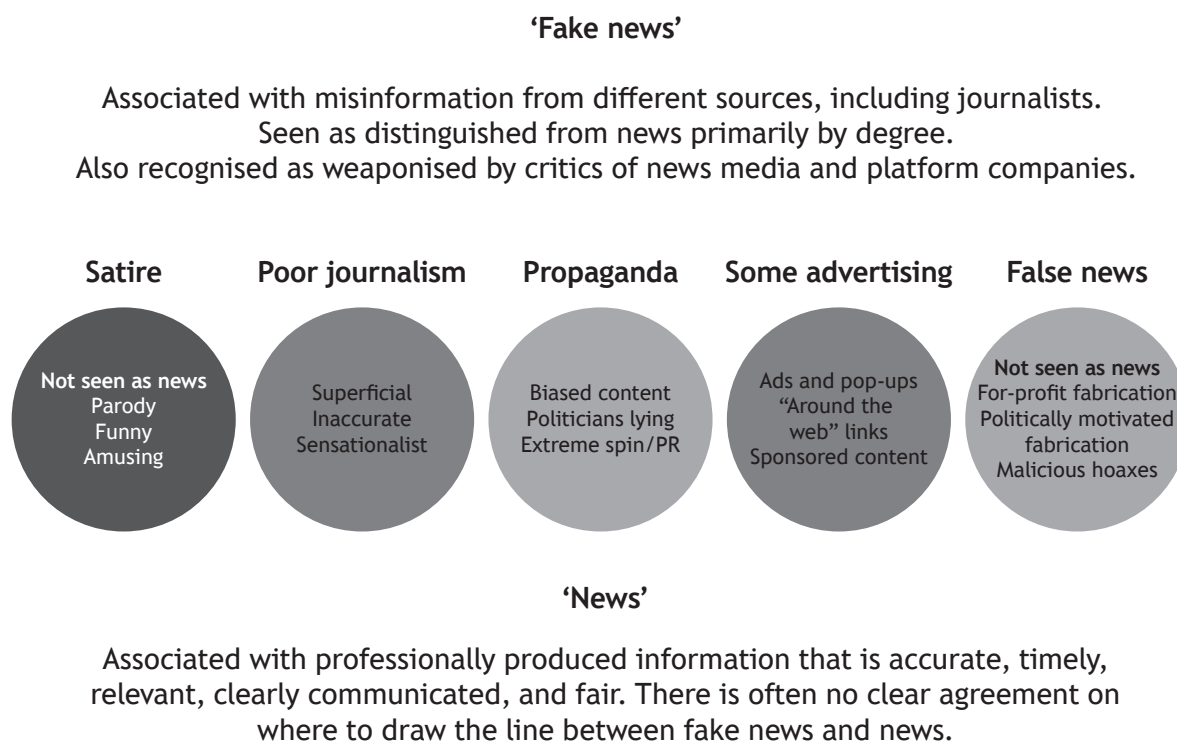 ‘Fake news’
Associated with misinformation from different sources, including journalists.
Seen as distinguished from news primarily by degree.
Also recognised as weaponised by critics of news media and platform companies.
Satire
Not seen as news
Parody
Funny
Amusing
Poor journalism
Superficial
Inaccurate
Sensationalist
Propaganda
Biased content
Politicians lying
Extreme spin/PR
Some advertising
Ads and pop-ups
“Around the
web” links
Sponsored content
False news
Not seen as news
For-profit fabrication
Politically motivated
fabrication
Malicious hoaxes
‘News’
Associated with professionally produced information that is accurate, timely,
relevant, clearly communicated, and fair. There is often no clear agreement on
where to draw the line between fake news and news.